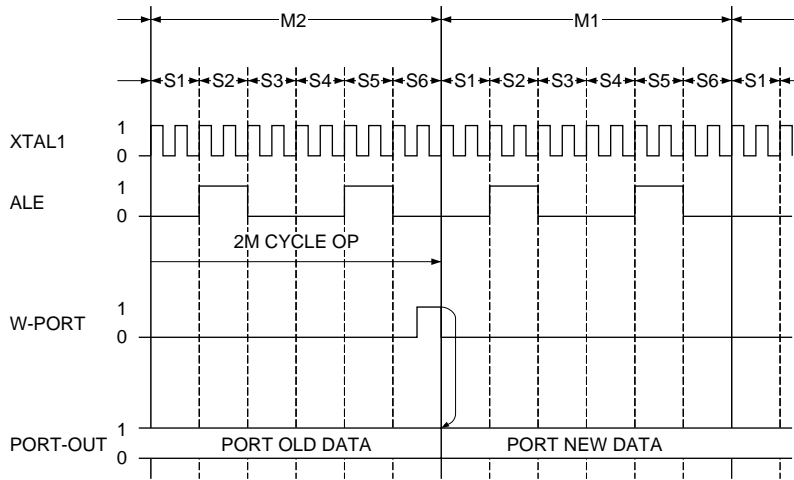 M2 M1
S1 S2 S3 S4 S5 S6 S1 S2 S3 S4 S5 S6 S1
XTAL1 1
0
ALE 1
0
2M CYCLE OP
W-PORT 1
0
PORT-OUT 1 PORT OLD DATA PORT NEW DATA
0